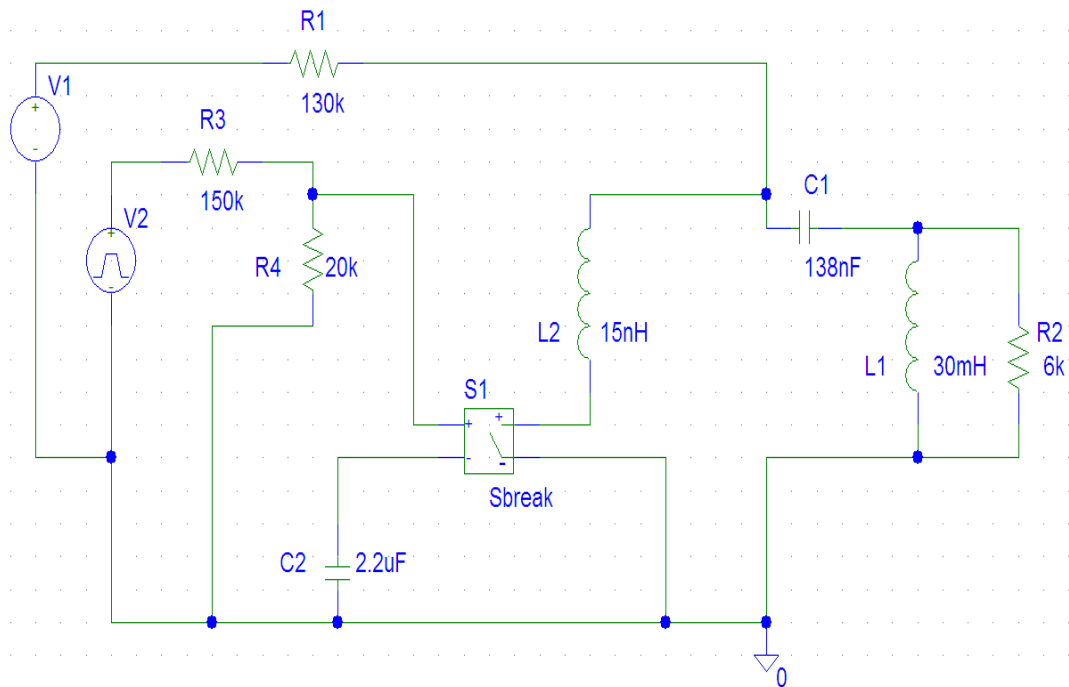 R1
V1
130k
R3
150k
C1
V2
138nF
R4 20k
L2 15nH
R2
L1 30mH 6k
S1
+ +
- -
Sbreak
C2 2.2uF
0